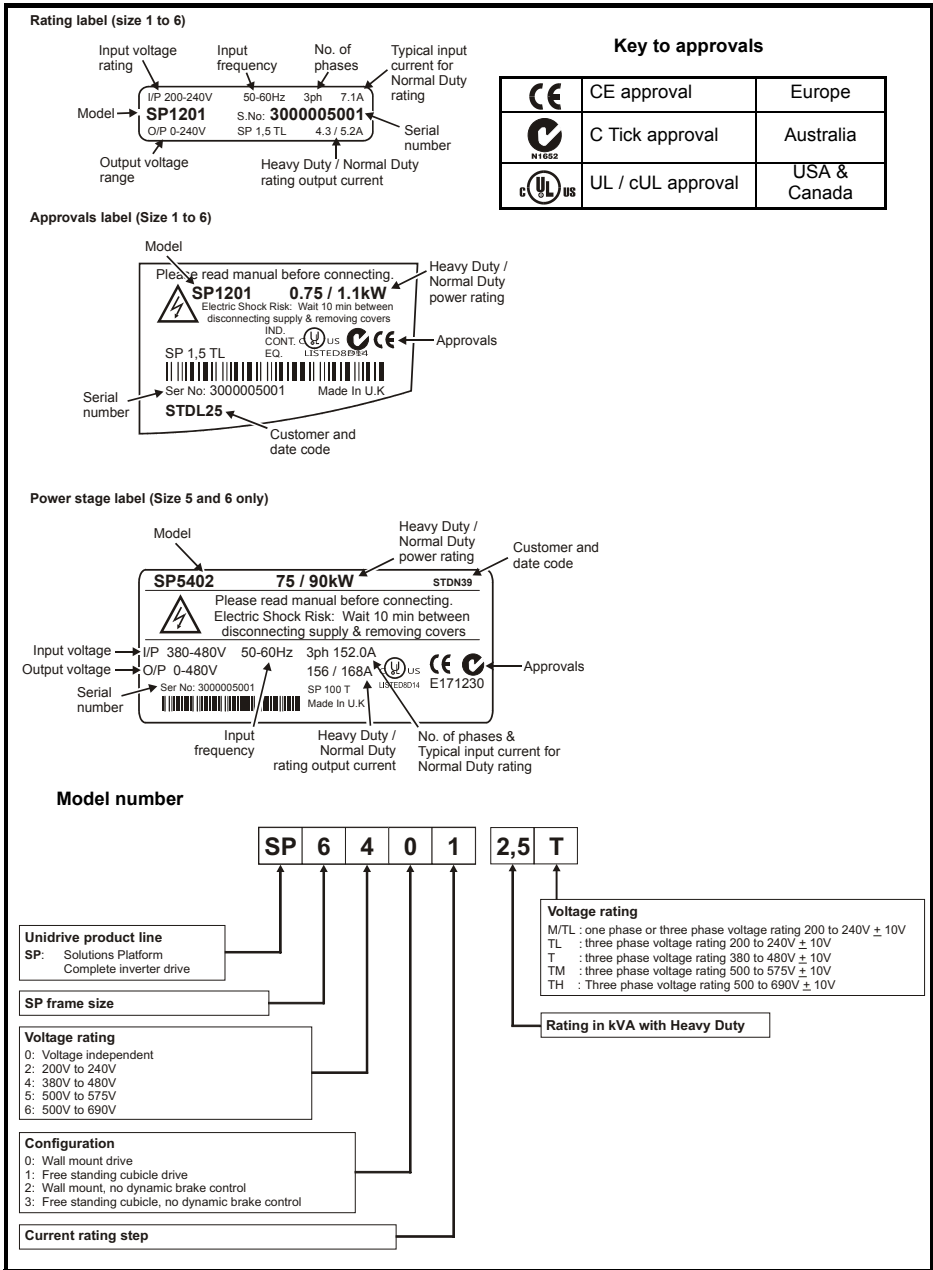 Rating label (size 1 to 6)
Input voltage
rating
Input
frequency
No. of
phases
Typical input
current for
Normal Duty
rating
I/P 200-240V 50-60Hz 3ph 7.1A
Model
SP1201 S.No: 3000005001
O/P 0-240V SP 1,5 TL 4.3 / 5.2A
Serial
number
Output voltage
range
Heavy Duty / Normal Duty
rating output current
Key to approvals
CE CE approval Europe
N1652 C Tick approval Australia
c UL us UL / cUL approval USA &
Canada
Approvals label (Size 1 to 6)
Model
Please read manual before connecting.
SP1201 0.75 / 1.1kW
Electric Shock Risk: Wait 10 min between
disconnecting supply & removing covers
Heavy Duty /
Normal Duty
power rating
IND.
CONT.
EQ.
c UL us CE
LISTED8D14
Approvals
SP 1,5 TL
Ser No: 3000005001 Made In U.K
Serial
number
STDL25
Customer and
date code
Power stage label (Size 5 and 6 only)
Model
Heavy Duty /
Normal Duty
power rating
Customer and
date code
SP5402 75 / 90kW STDN39
Please read manual before connecting.
Electric Shock Risk: Wait 10 min between
disconnecting supply & removing covers
Input voltage
I/P 380-480V 50-60Hz 3ph 152.0A
Output voltage
O/P 0-480V 156 / 168A
c UL us CE
LISTED8D14 E171230
Approvals
Serial
number
Ser No: 3000005001 SP 100 T
Made In U.K
Input
frequency
Heavy Duty /
Normal Duty
rating output current
No. of phases &
Typical input current for
Normal Duty rating
Model number
SP 6 4 0 1 2,5 T
Unidrive product line
SP: Solutions Platform
Complete inverter drive
SP frame size
Voltage rating
0: Voltage independent
2: 200V to 240V
4: 380V to 480V
5: 500V to 575V
6: 500V to 690V
Configuration
0: Wall mount drive
1: Free standing cubicle drive
2: Wall mount, no dynamic brake control
3: Free standing cubicle, no dynamic brake control
Current rating step
Voltage rating
M/TL : one phase or three phase voltage rating 200 to 240V ± 10V
TL : three phase voltage rating 200 to 240V ± 10V
T : three phase voltage rating 380 to 480V ± 10V
TM : three phase voltage rating 500 to 575V ± 10V
TH : Three phase voltage rating 500 to 690V ± 10V
Rating in kVA with Heavy Duty